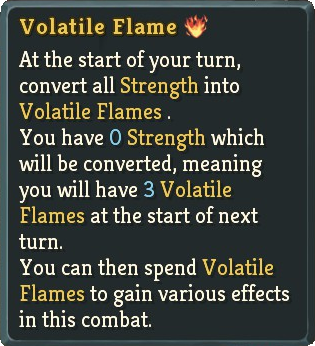 Volatile Flame
At the start of your turn,
convert all Strength into
Volatile Flames .
You have 0 Strength which
will be converted, meaning
you will have 3 Volatile
Flames at the start of next
turn.
You can then spend Volatile
Flames to gain various effects
in this combat.